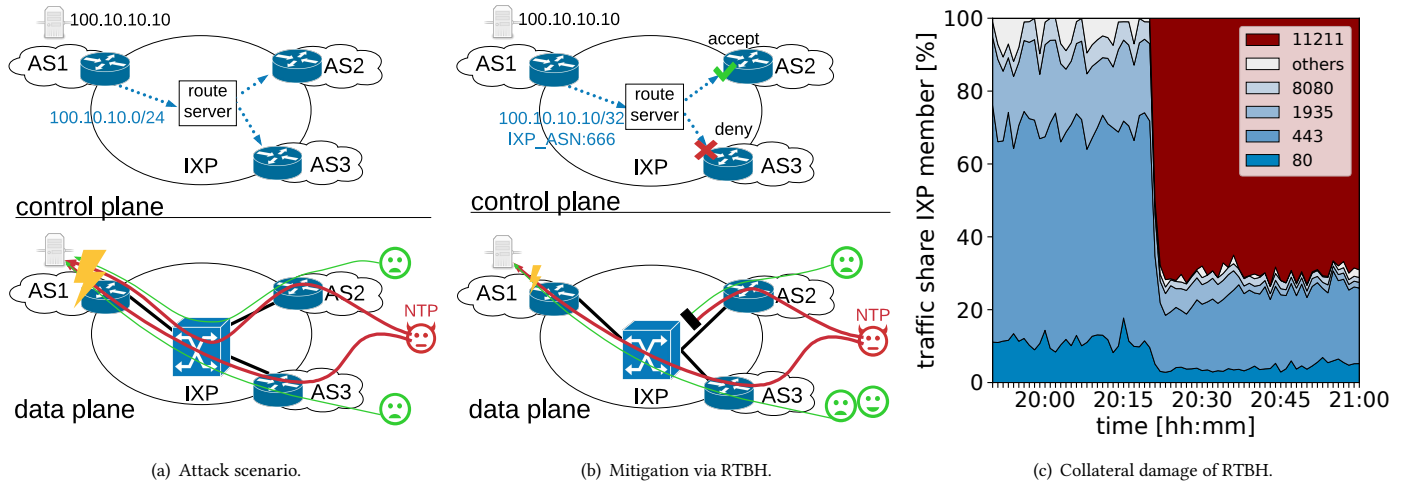 100.10.10.10
AS1
AS2
route
server
100.10.10.0/24
IXP
AS3
control plane
AS1
AS2
NTP
IXP
AS3
data plane
(a) Attack scenario.
100.10.10.10
accept
AS1
AS2
route
server
100.10.10.10/32
IXP_ASN:666
deny
IXP
AS3
control plane
AS1
AS2
NTP
IXP
AS3
data plane
(b) Mitigation via RTBH.
traffic share IXP member [%]
100
80
60
40
20
0
11211
others
8080
1935
443
80
20:00
20:15
20:30
20:45
21:00
time [hh:mm]
(c) Collateral damage of RTBH.